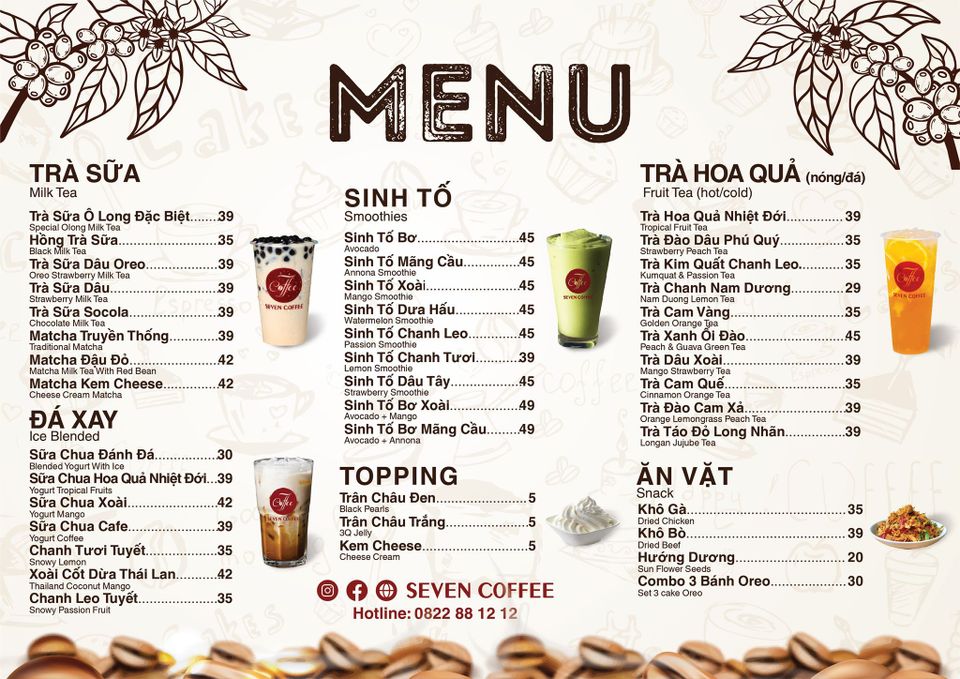 MENU
TRÀ SỮA
Milk Tea
Trà Sữa Ô Long Đặc Biệt.......39
Special Olong Milk Tea
Hồng Trà Sữa.........................35
Black Milk Tea
Trà Sữa Dâu Oreo..................39
Oreo Strawberry Milk Tea
Trà Sữa Dâu...........................39
Strawberry Milk Tea
Trà Sữa Socola......................39
Chocolate Milk Tea
Matcha Truyền Thống............39
Traditional Matcha
Matcha Đậu Đỏ......................42
Matcha Milk Tea With Red Bean
Matcha Kem Cheese..............42
Cheese Cream Matcha
ĐÁ XAY
Ice Blended
Sữa Chua Đánh Đá................30
Blended Yogurt With Ice
Sữa Chua Hoa Quả Nhiệt Đới...39
Yogurt Tropical Fruits
Sữa Chua Xoài......................42
Yogurt Mango
Sữa Chua Cafe......................39
Yogurt Coffee
Chanh Tươi Tuyết..................35
Snowy Lemon
Xoài Cốt Dừa Thái Lan..........42
Thailand Coconut Mango
Chanh Leo Tuyết....................35
Snowy Passion Fruit
SINH TỐ
Smoothies
Sinh Tố Bơ.........................45
Avocado
Sinh Tố Mãng Cầu..............45
Annona Smoothie
Sinh Tố Xoài.......................45
Mango Smoothie
Sinh Tố Dưa Hấu................45
Watermelon Smoothie
Sinh Tố Chanh Leo.............45
Passion Smoothie
Sinh Tố Chanh Tươi...........39
Lemon Smoothie
Sinh Tố Dâu Tây.................45
Strawberry Smoothie
Sinh Tố Bơ Xoài.................49
Avocado + Mango
Sinh Tố Bơ Mãng Cầu........49
Avocado + Annona
TOPPING
Trân Châu Đen......................5
Black Pearls
Trân Châu Trắng....................5
3Q Jelly
Kem Cheese..........................5
Cheese Cream
SEVEN COFFEE
Hotline: 0822 88 12 12
TRÀ HOA QUẢ (nóng/đá)
Fruit Tea (hot/cold)
Trà Hoa Quả Nhiệt Đới.............. 39
Tropical Fruit Tea
Trà Đào Dâu Phú Quý...............35
Strawberry Peach Tea
Trà Kim Quất Chanh Leo...........35
Kumquat & Passion Tea
Trà Chanh Nam Dương.............29
Nam Duong Lemon Tea
Trà Cam Vàng............................35
Golden Orange Tea
Trà Xanh Ổi Đào........................45
Peach & Guava Green Tea
Trà Dâu Xoài..............................39
Mango Strawberry Tea
Trà Cam Quế..............................35
Cinnamon Orange Tea
Trà Đào Cam Xả........................39
Orange Lemongrass Peach Tea
Trà Táo Đỏ Long Nhãn...............39
Longan Jujube Tea
ĂN VẶT
Snack
Khô Gà.......................................35
Dried Chicken
Khô Bò.......................................39
Dried Beef
Hướng Dương............................20
Sun Flower Seeds
Combo 3 Bánh Oreo...................30
Set 3 cake Oreo
Coffee
SEVEN COFFEE
Coffee
SEVEN COFFEE
Coffee
SEVEN COFFEE
Coffee
SEVEN COFFEE